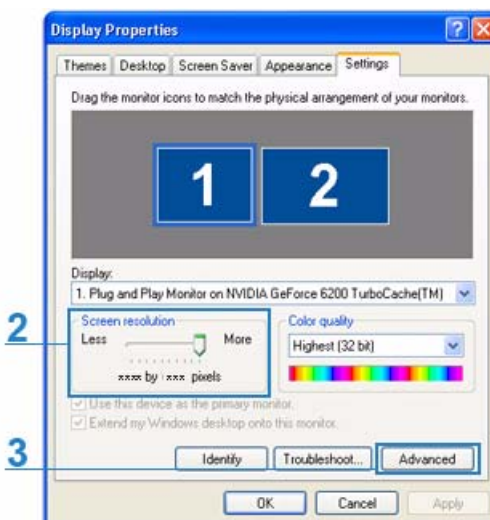 Display Properties
Themes Desktop Screen Saver Appearance Settings
Drag the monitor icons to match the physical arrangement of your monitors.
1 2
Display:
1. Plug and Play Monitor on NVIDIA GeForce 6200 TurboCache(TM)
2
Screen resolution Color quality
Less More Highest (32 bit)
xxxx by xxx pixels
Use this device as the primary monitor.
Extend my Windows desktop onto this monitor.
3
Identify Troubleshoot... Advanced
OK Cancel Apply